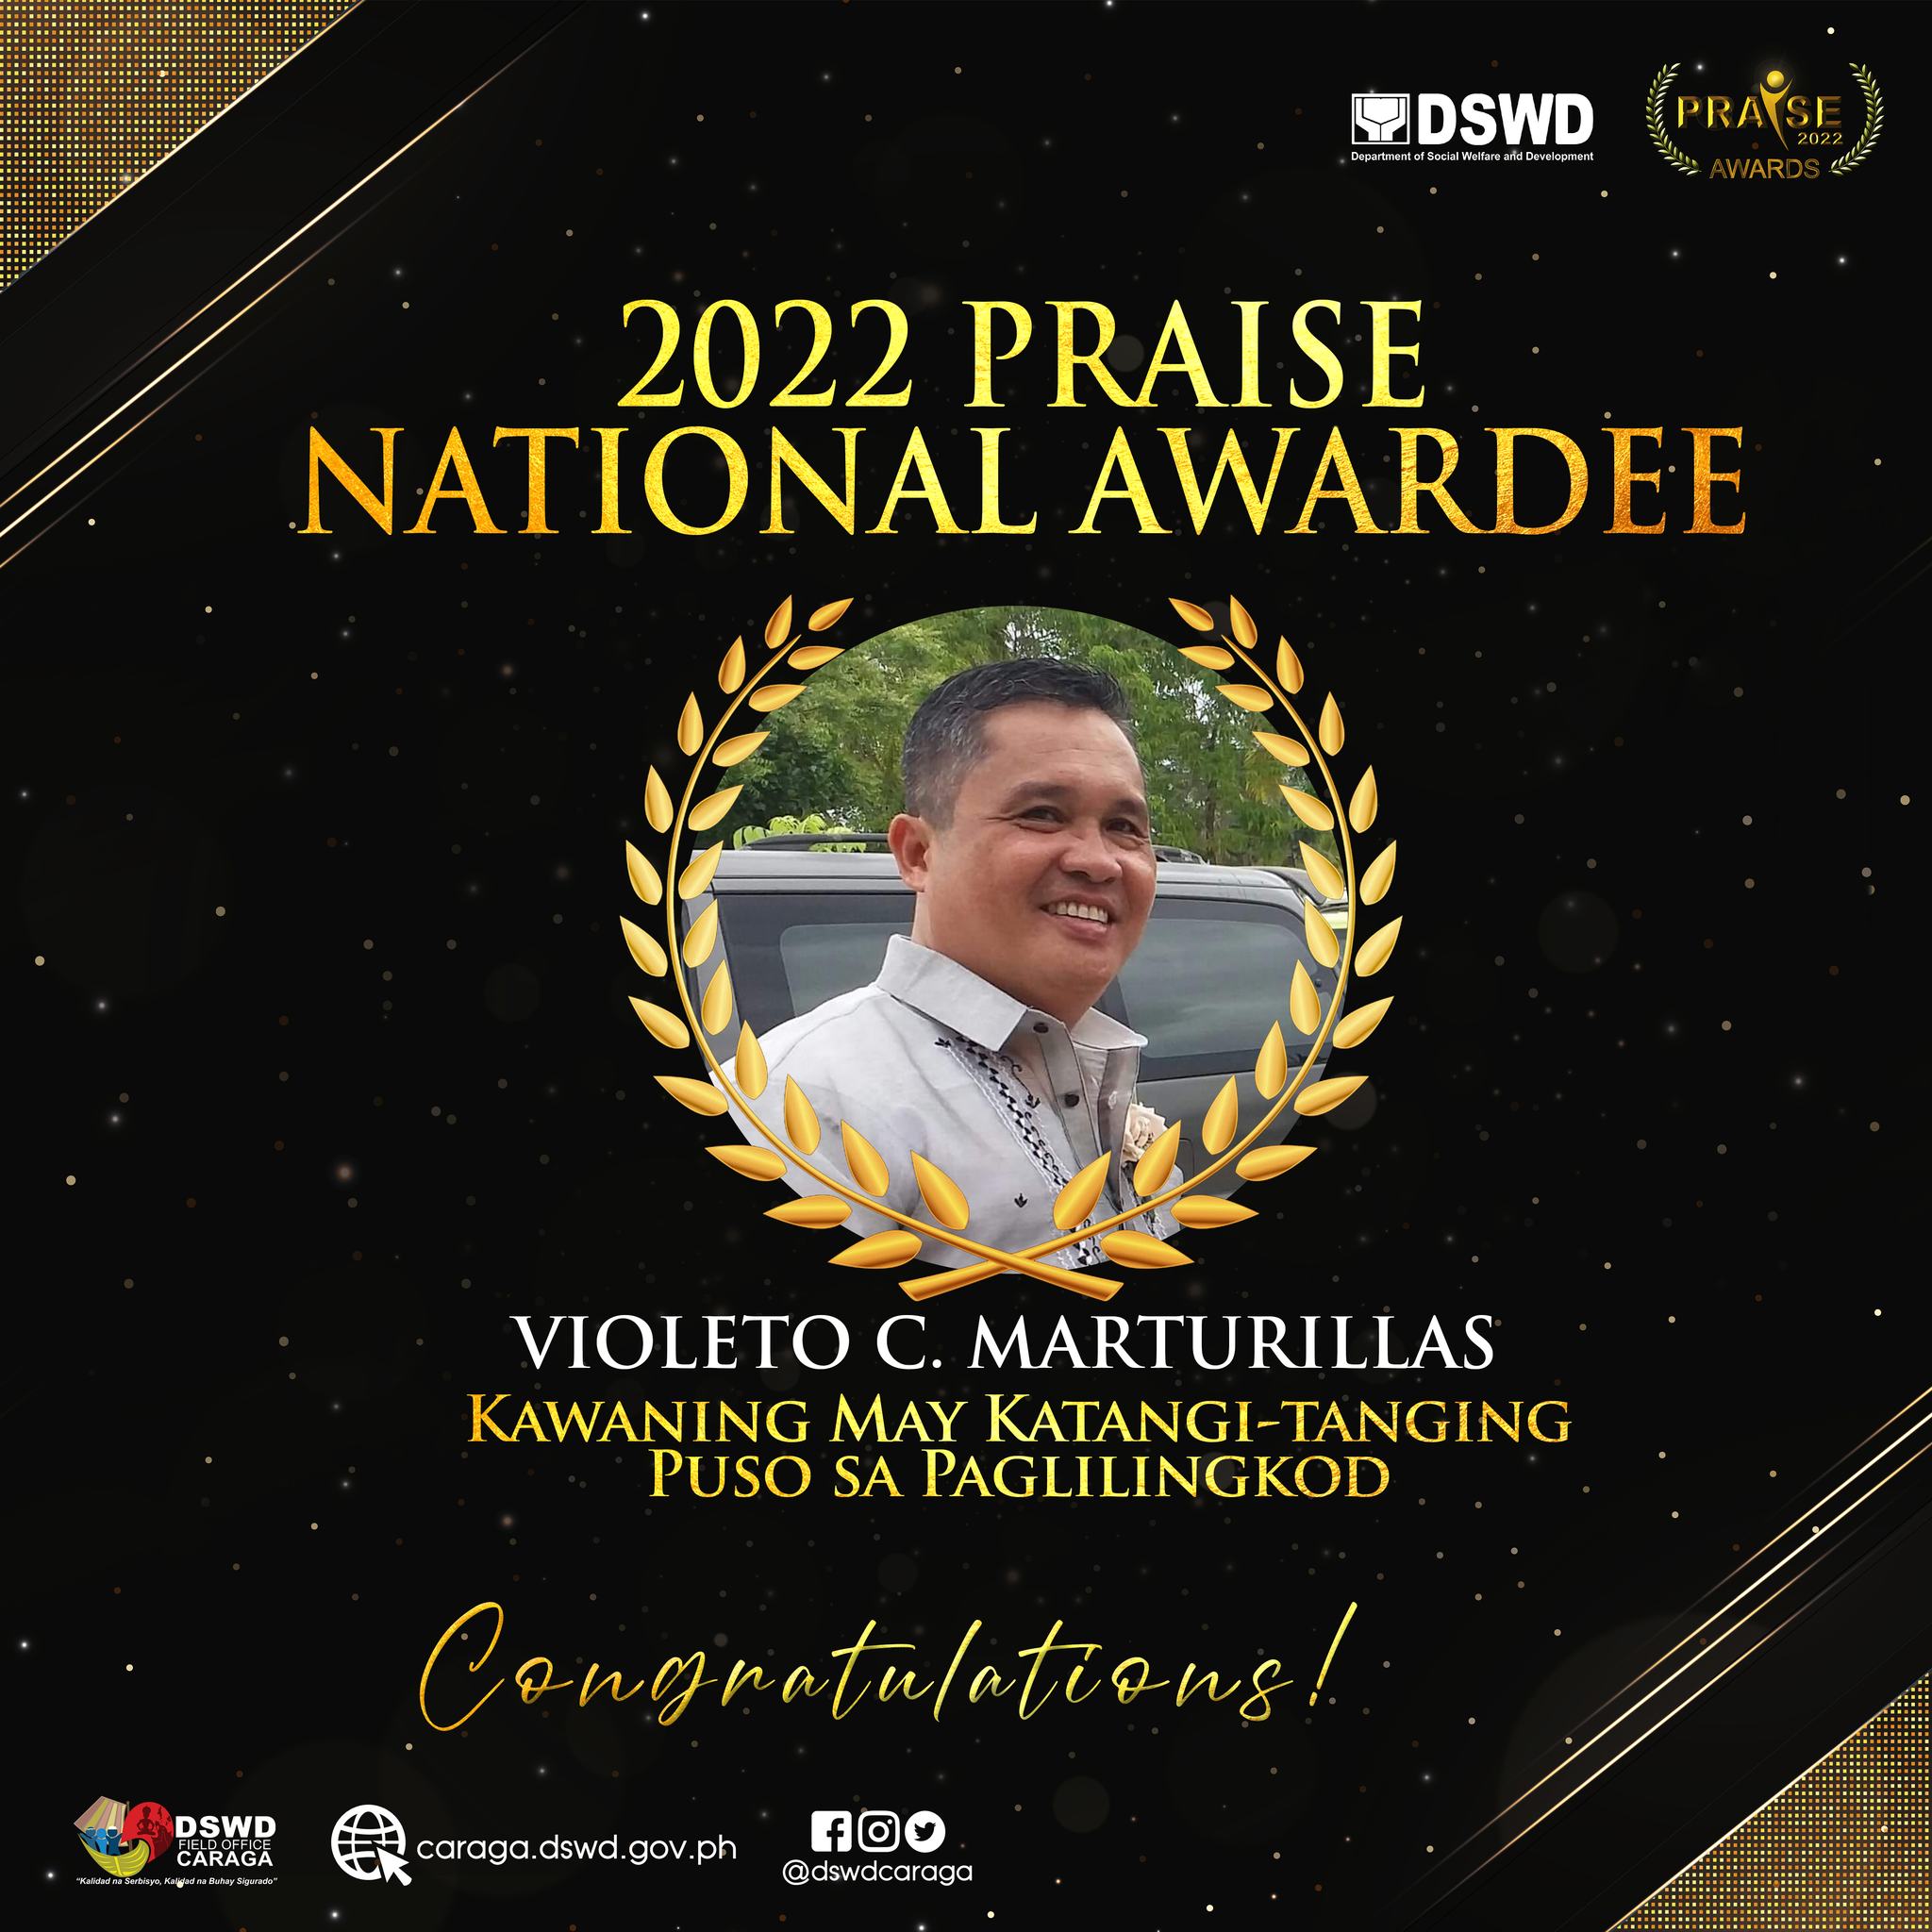 DSWD
Department of Social Welfare and Development
PRAISE
2022
AWARDS
2022 PRAISE
NATIONAL AWARDEE
VIOLETO C. MARTURILLAS
KAWANING MAY KATANGI-TANGING
PUSO SA PAGLILINGKOD
Congratulations!
DSWD
FIELD OFFICE
CARAGA
"Kalidad na Serbisyo, Kalidad na Buhay Sigurado"
caraga.dswd.gov.ph
@dswdcaraga